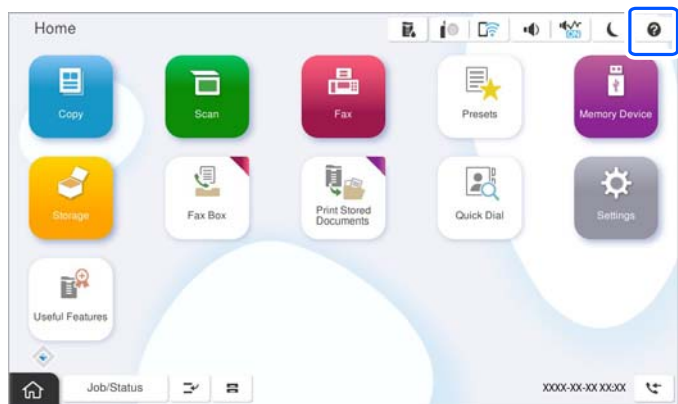 Home
Copy
Scan
Fax
Presets
Memory Device
Storage
Fax Box
Print Stored
Documents
Quick Dial
Settings
Useful Features
Job/Status
XXXX-XX-XX XX:XX